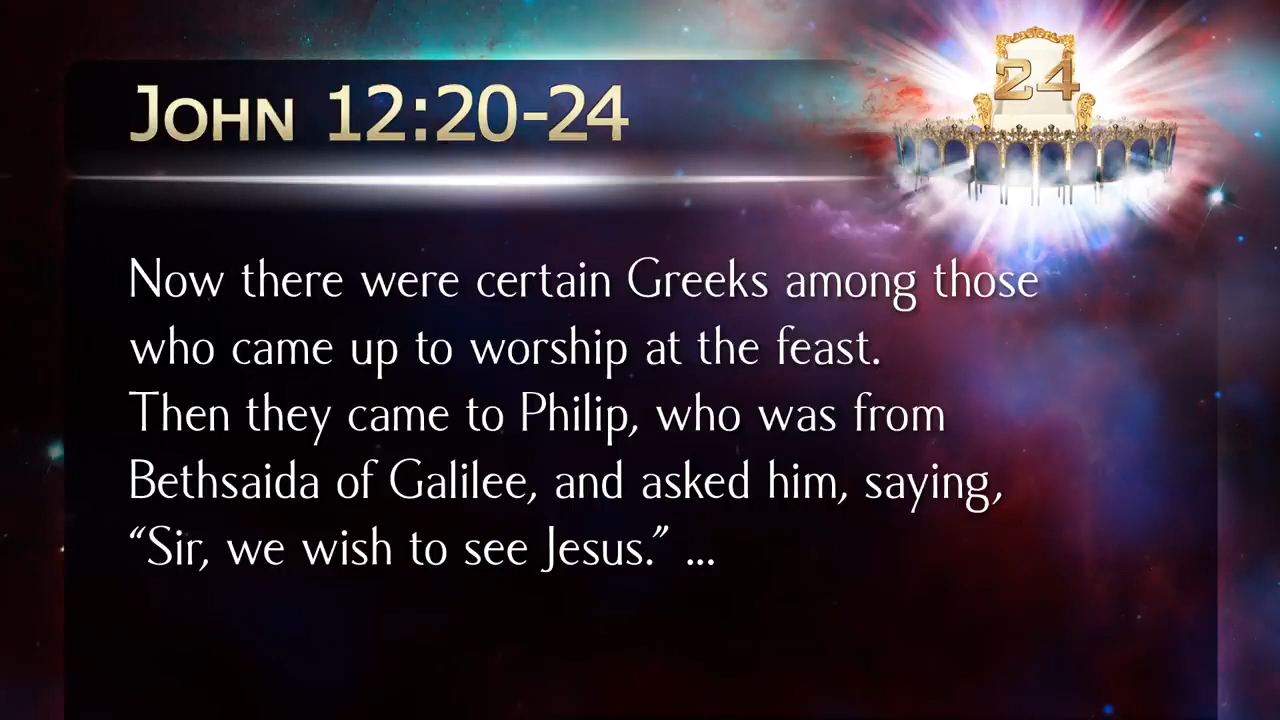 John 12:20-24
24
Now there were certain Greeks among those
who came up to worship at the feast.
Then they came to Philip, who was from
Bethsaida of Galilee, and asked him, saying,
“Sir, we wish to see Jesus.” ...